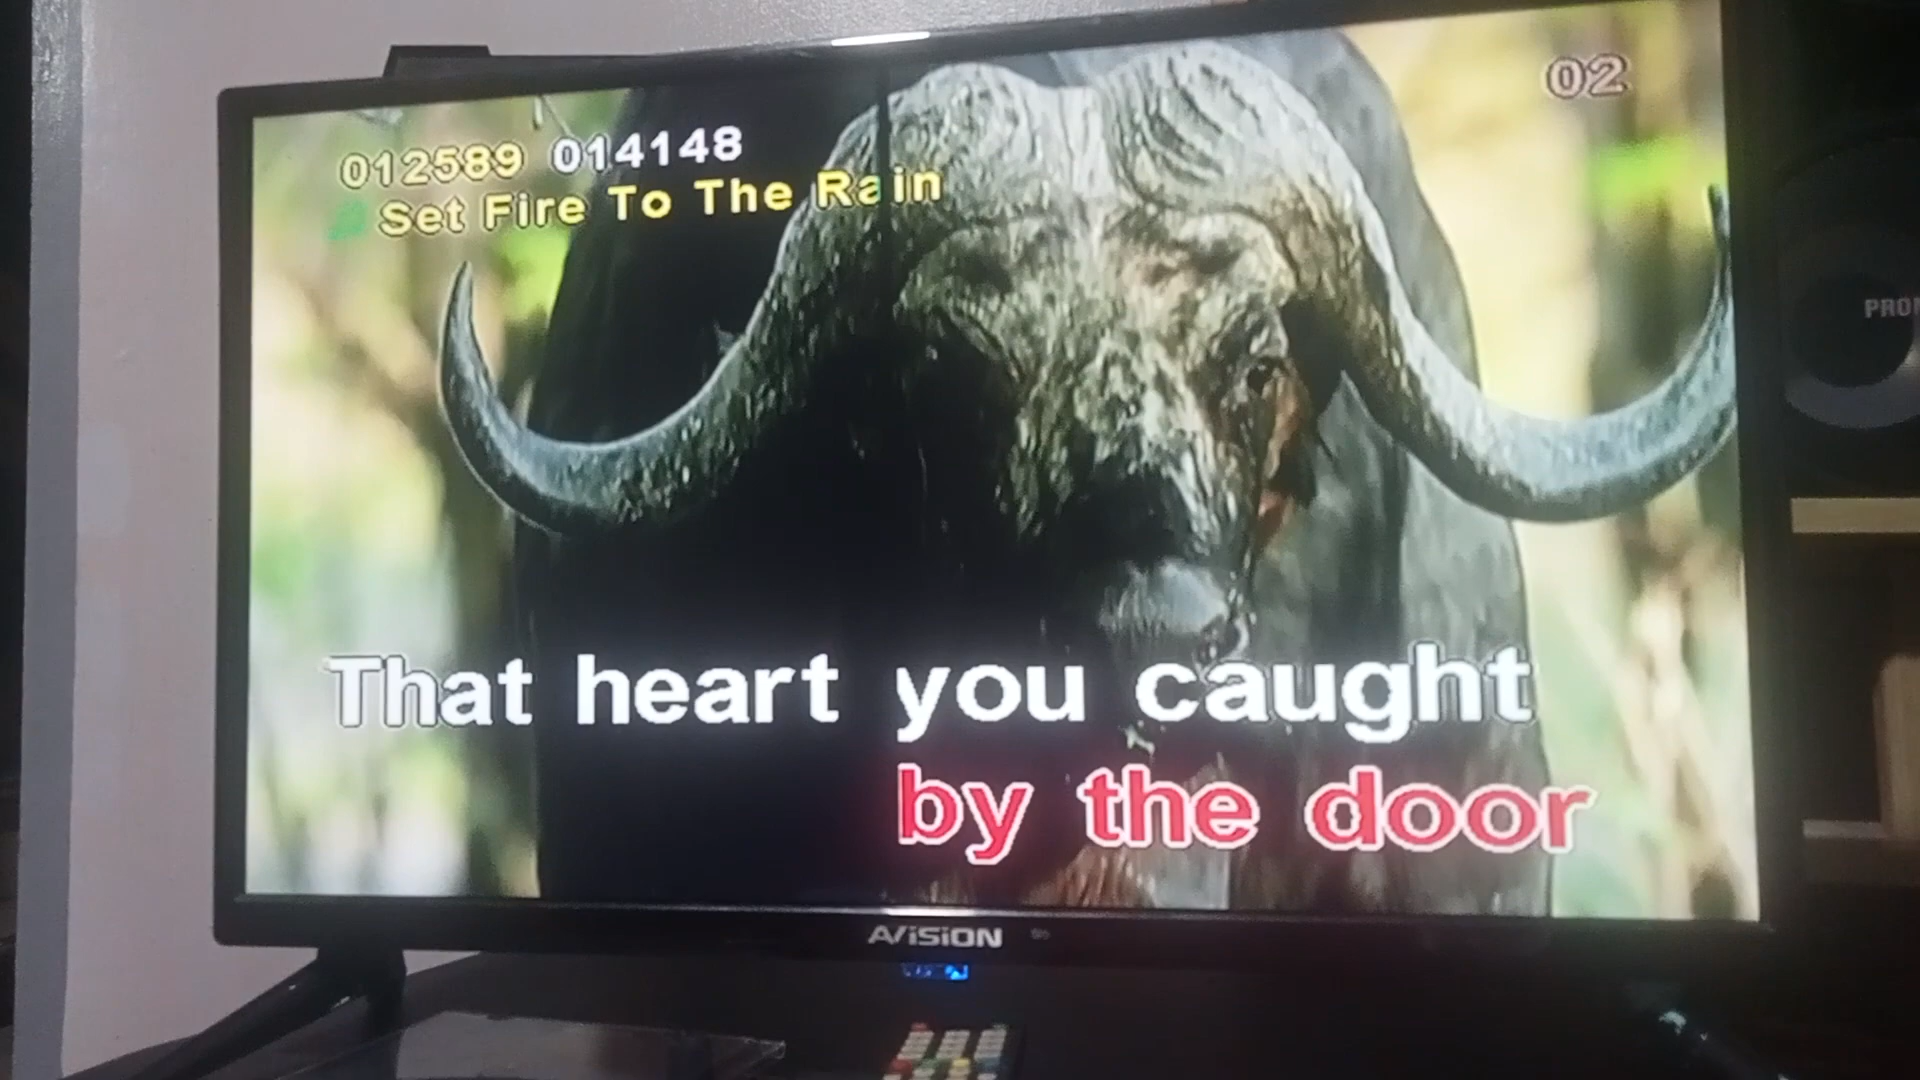 02
012589 014148
Set Fire To The Rain
That heart you caught
by the door
AVISION